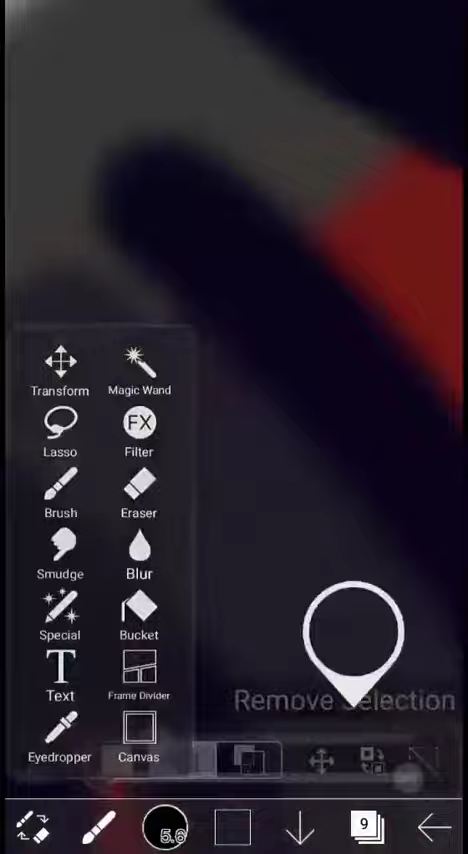 Transform Magic Wand
Lasso Filter
FX
Brush Eraser
Smudge Blur
Special Bucket
T
Text Frame Divider
Remove Selection
Eyedropper Canvas
5.6
9